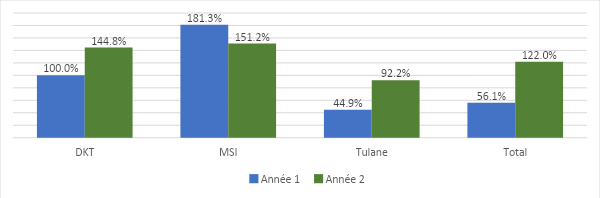 181.3%
144.8% 151.2% 122.0%
100.0% 92.2%
44.9% 56.1%
DKT MSI Tulane Total
Année 1 Année 2